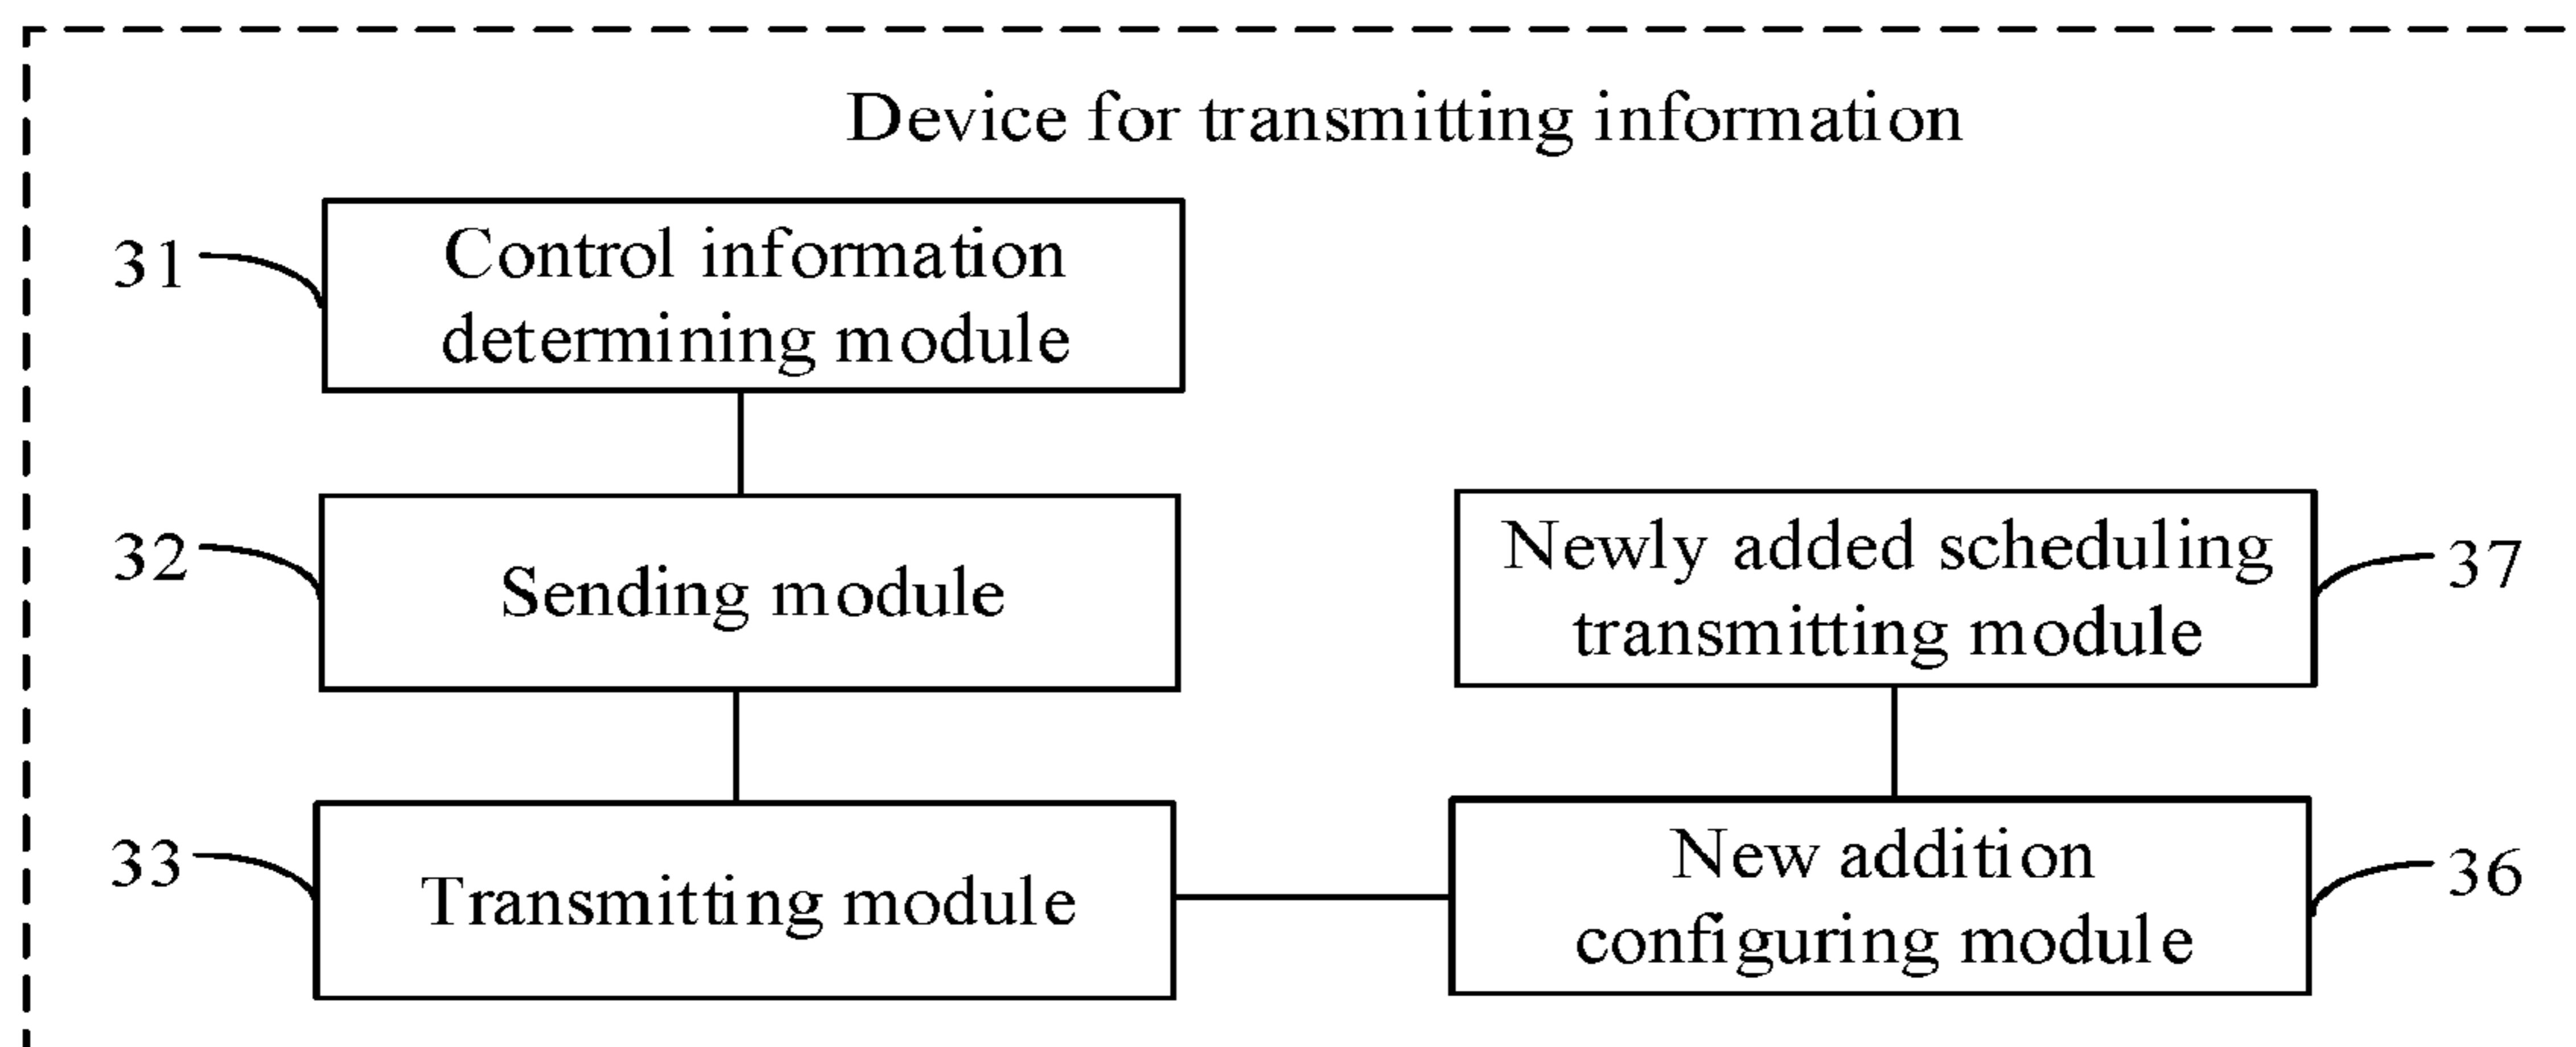 Device for transmitting information
31
Control information
determining module
32
Sending module
Newly added scheduling
transmitting module
37
33
Transmitting module
New addition
configuring module
36